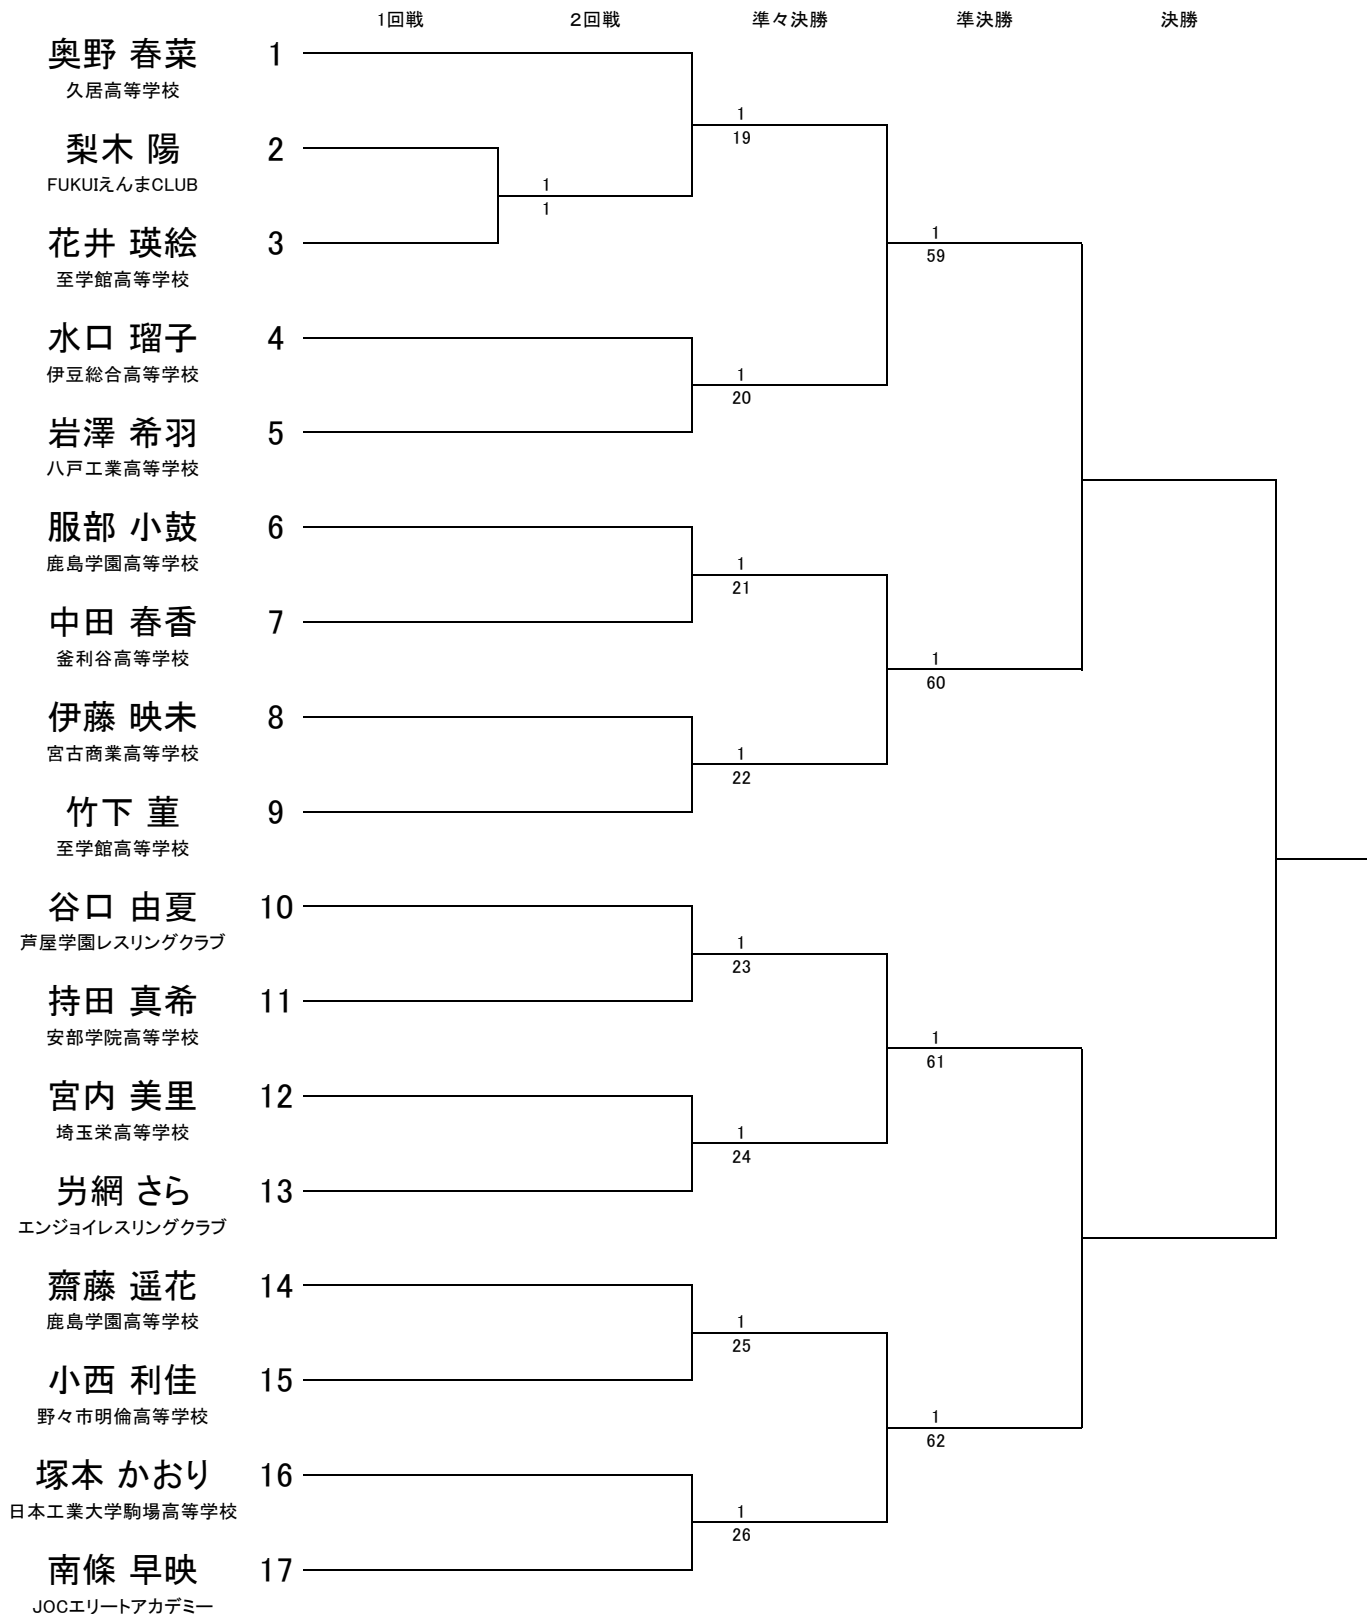 1回戦 2回戦 準々決勝 準決勝 決勝
奥野 春菜 1
久居高等学校
1
19
梨木 陽 2
FUKUIえんまCLUB
1
1
花井 瑛絵 3
至学館高等学校
1
59
水口 瑠子 4
伊豆総合高等学校
1
20
岩澤 希羽 5
八戸工業高等学校
服部 小鼓 6
鹿島学園高等学校
1
21
中田 春香 7
釜利谷高等学校
1
60
伊藤 映未 8
宮古商業高等学校
1
22
竹下 菫 9
至学館高等学校
谷口 由夏 10
芦屋学園レスリングクラブ
1
23
持田 真希 11
安部学院高等学校
1
61
宮内 美里 12
埼玉栄高等学校
1
24
網 さら 13
エンジョイレスリングクラブ
齋藤 遥花 14
鹿島学園高等学校
1
25
小西 利佳 15
野々市明倫高等学校
1
62
塚本 かおり 16
日本工業大学駒場高等学校
1
26
南條 早映 17
JOCエリートアカデミー